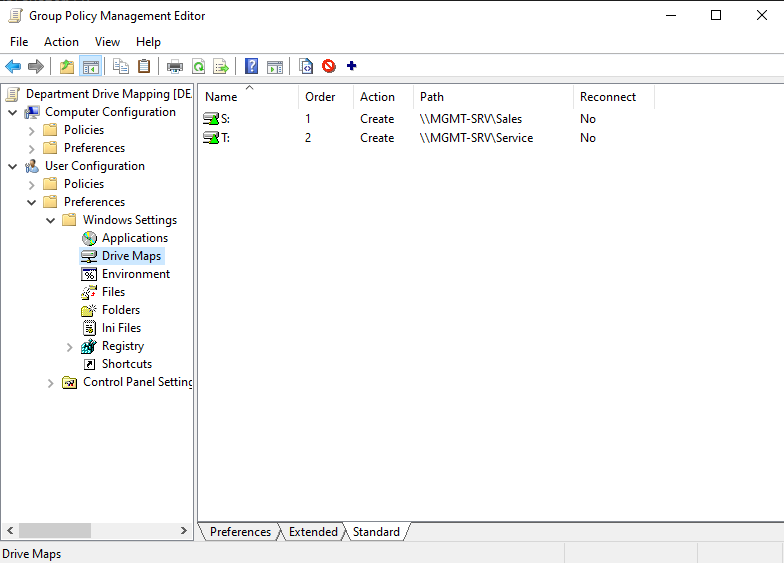 Group Policy Management Editor
File Action View Help
Department Drive Mapping [DE
Computer Configuration
Policies
Preferences
User Configuration
Policies
Preferences
Windows Settings
Applications
Drive Maps
Environment
Files
Folders
Ini Files
Registry
Shortcuts
Control Panel Setting
Name Order Action Path Reconnect
S: 1 Create \\MGMT-SRV\Sales No
T: 2 Create \\MGMT-SRV\Service No
Preferences Extended Standard
Drive Maps